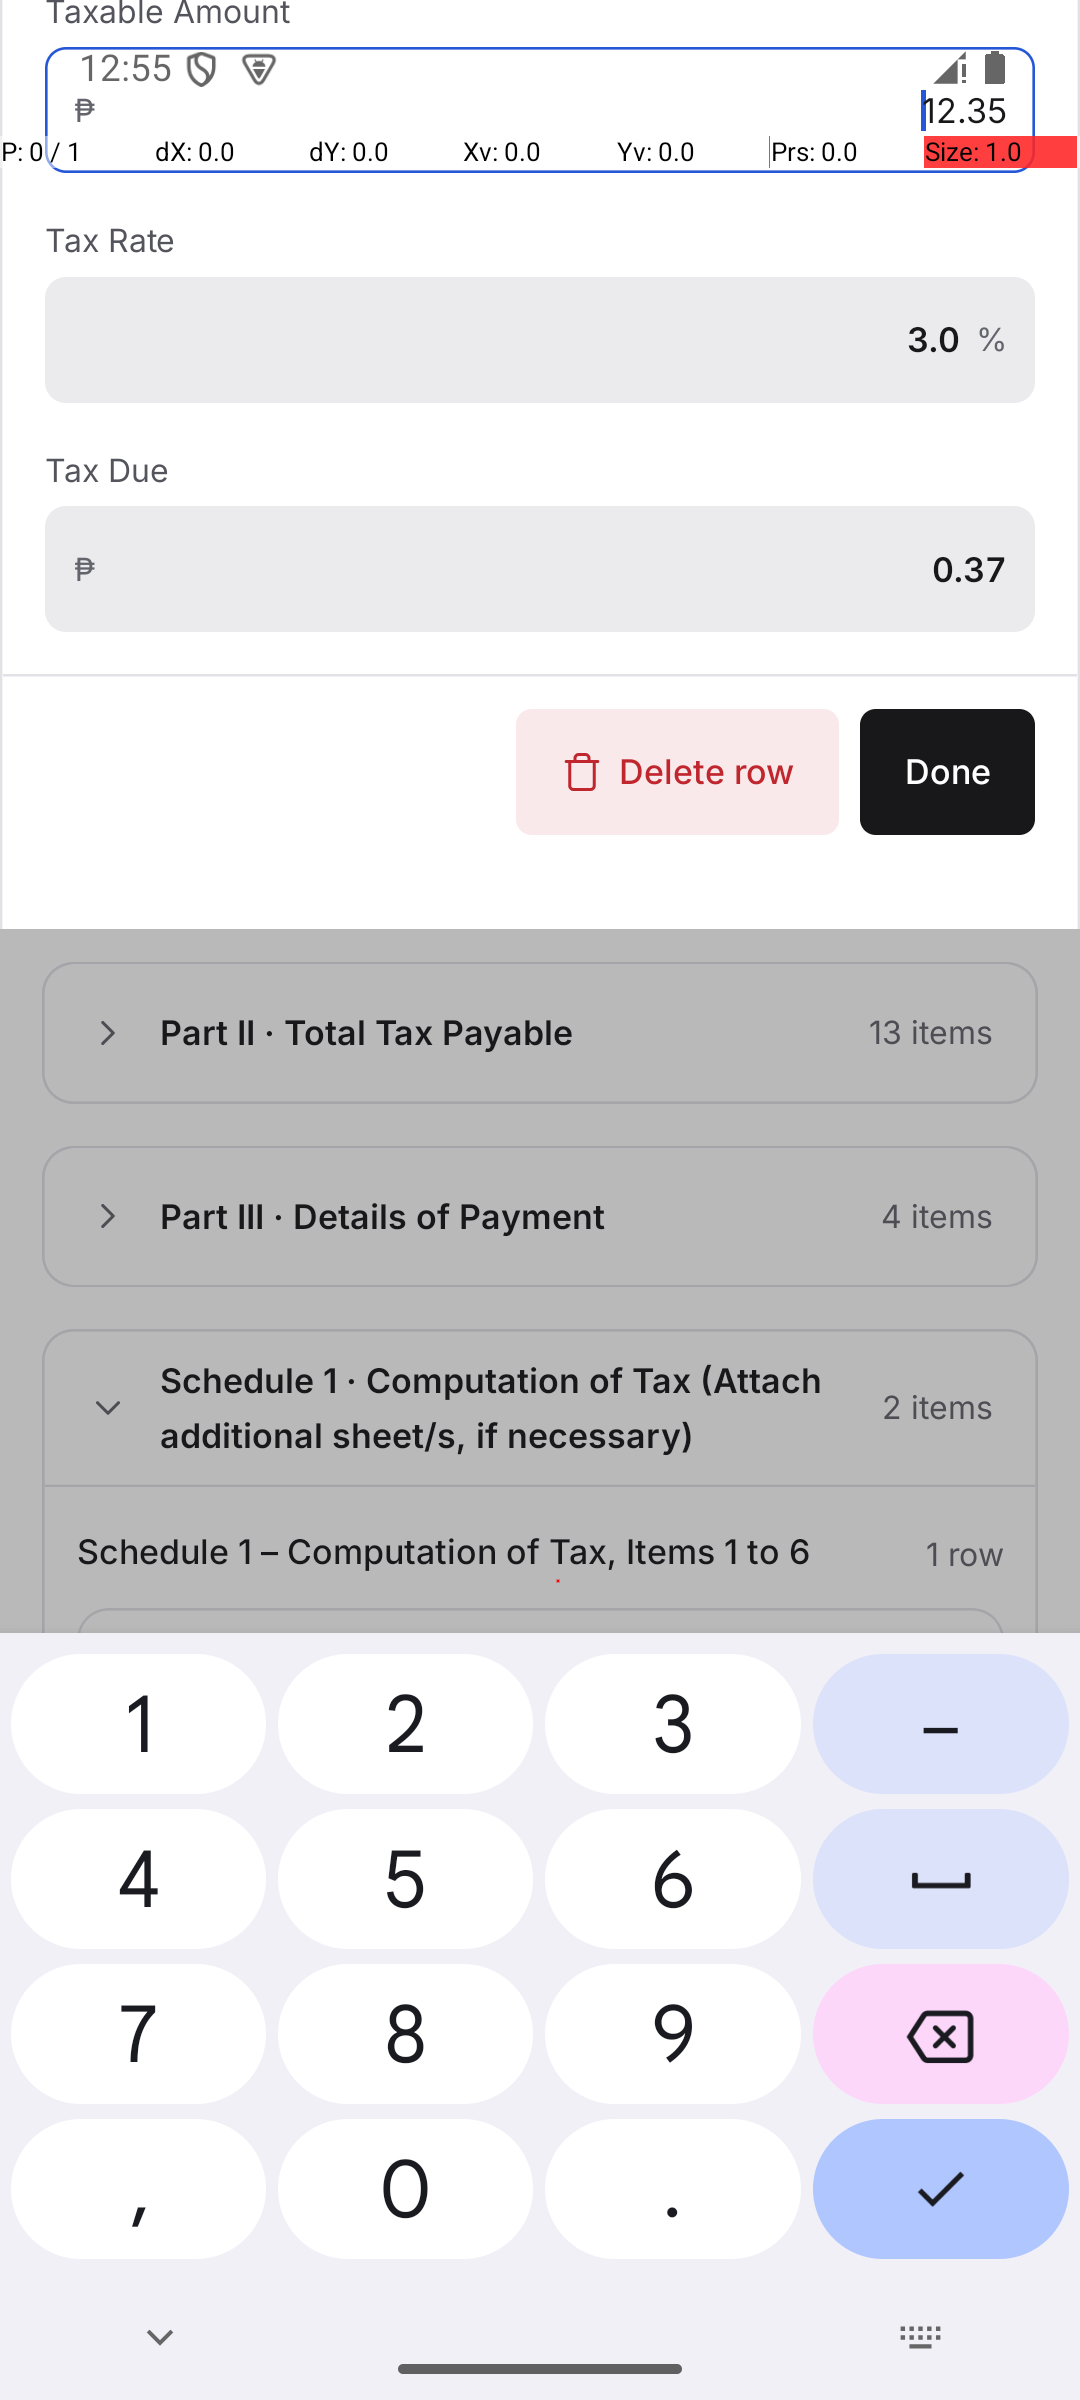 Taxable Amount
12:55
₱ 12.35
P: 0 / 1 dX: 0.0 dY: 0.0 Xv: 0.0 Yv: 0.0 Prs: 0.0 Size: 1.0
Tax Rate
3.0 %
Tax Due
₱ 0.37
Delete row Done
Part II · Total Tax Payable 13 items
Part III · Details of Payment 4 items
Schedule 1 · Computation of Tax (Attach
additional sheet/s, if necessary) 2 items
Schedule 1 – Computation of Tax, Items 1 to 6 1 row
1 2 3 –
4 5 6
7 8 9
, 0 .